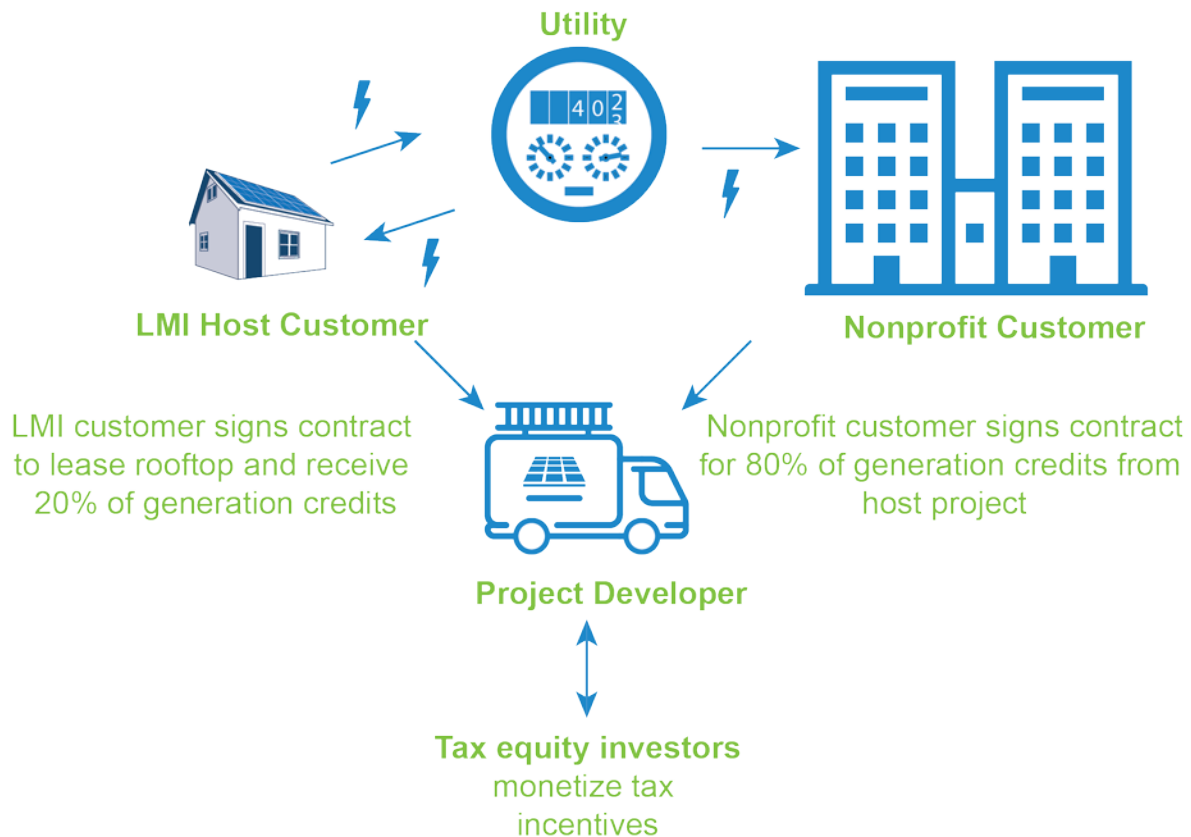 Utility
4 0 2
3
LMI Host Customer
Nonprofit Customer
LMI customer signs contract
to lease rooftop and receive
20% of generation credits
Nonprofit customer signs contract
for 80% of generation credits from
host project
Project Developer
Tax equity investors
monetize tax
incentives